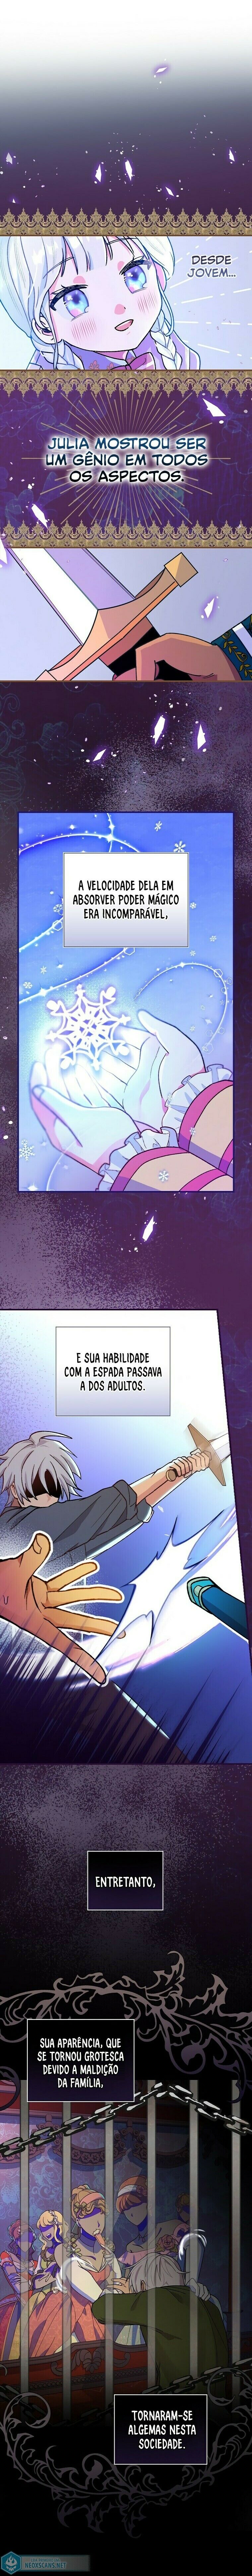 DESDE
JOVEM...
JULIA MOSTROU SER
UM GÊNIO EM TODOS
OS ASPECTOS.
A VELOCIDADE DELA EM
ABSORVER PODER MÁGICO
ERA INCOMPARÁVEL,
E SUA HABILIDADE
COM A ESPADA PASSAVA
A DOS ADULTOS.
ENTRETANTO,
SUA APARÊNCIA, QUE
SE TORNOU GROTESCA
DEVIDO A MALDIÇÃO
DA FAMÍLIA,
TORNARAM-SE
ALGEMAS NESTA
SOCIEDADE.
NEOXSCANS.NET